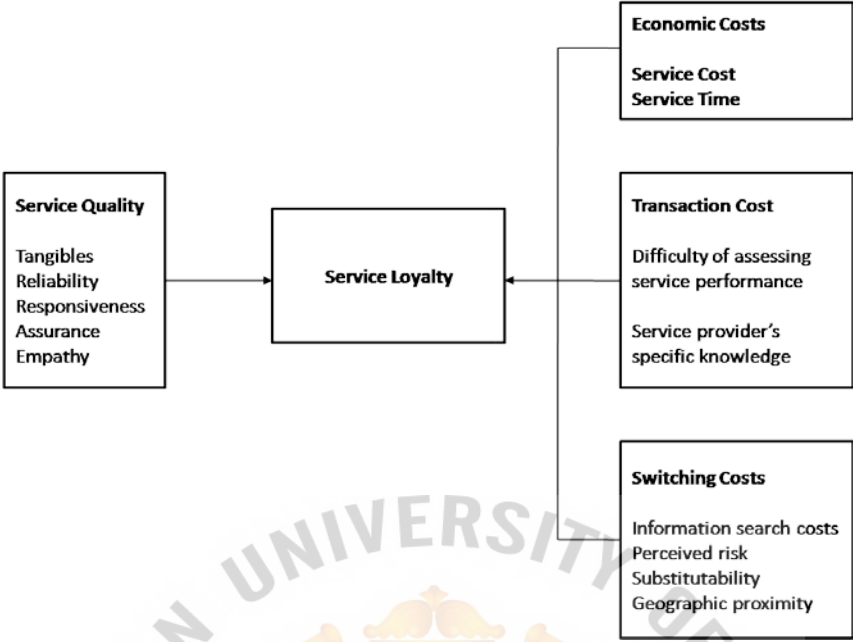 Economic Costs
Service Cost
Service Time
Service Quality
Tangibles
Reliability
Responsiveness
Assurance
Empathy
Service Loyalty
Transaction Cost
Difficulty of assessing
service performance
Service provider’s
specific knowledge
Switching Costs
Information search costs
Perceived risk
Substitutability
Geographic proximity
UNIVERSITY